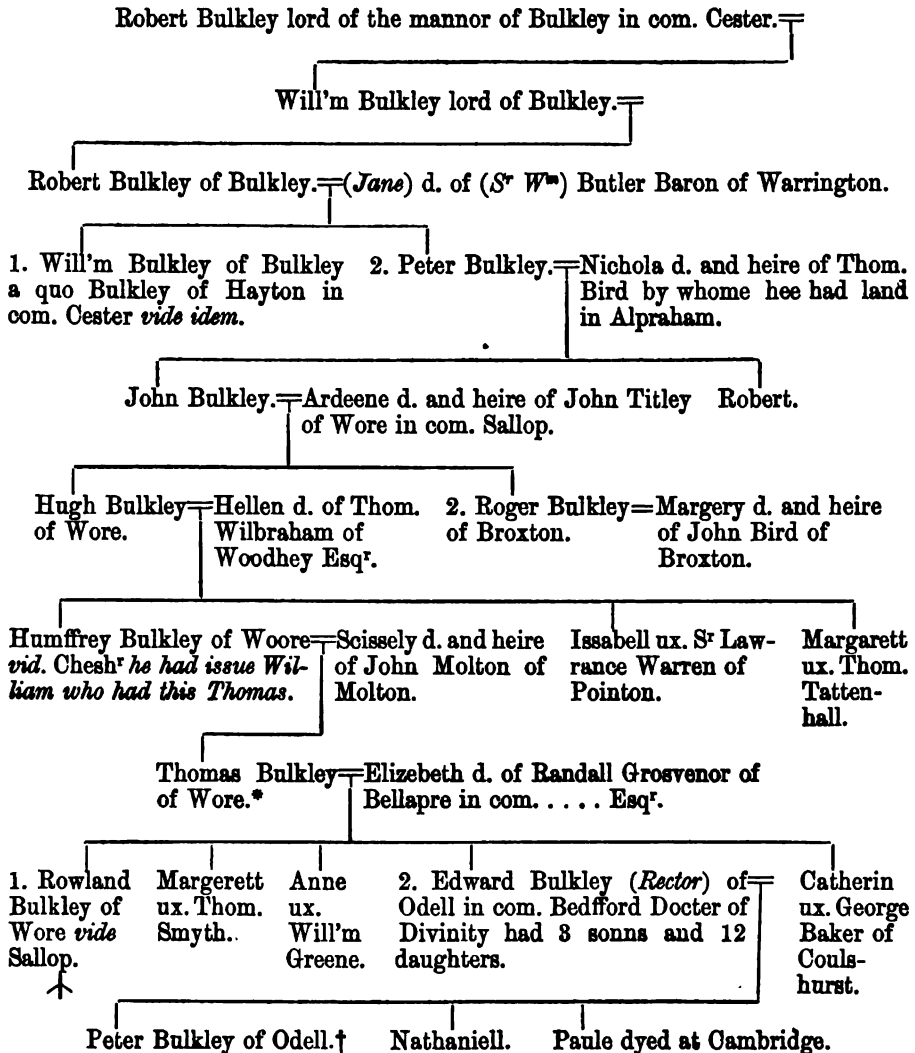 Robert Bulkley lord of the mannor of Bulkley in com. Cester.
Will'm Bulkley lord of Bulkley.
Robert Bulkley of Bulkley.=(Jane) d. of (Sʳ Wᵐ) Butler Baron of Warrington.
1. Will'm Bulkley of Bulkley
a quo Bulkley of Hayton in
com. Cester vide idem.
2. Peter Bulkley.=Nichola d. and heire of Thom.
Bird by whome hee had land
in Alpraham.
John Bulkley.=Ardeene d. and heire of John Titley
of Wore in com. Sallop.
Robert.
Hugh Bulkley
of Wore.
Hellen d. of Thom.
Wilbraham of
Woodhey Esqʳ.
2. Roger Bulkley
of Broxton.
Margery d. and heire
of John Bird of
Broxton.
Humffrey Bulkley of Woore
vid. Cheshʳ he had issue Wil-
liam who had this Thomas.
Scissely d. and heire
of John Molton of
Molton.
Issabell ux. Sʳ Law-
rance Warren of
Pointon.
Margarett
ux. Thom.
Tatten-
hall.
Thomas Bulkley
of Wore.*
Elizebeth d. of Randall Grosvenor of
Bellapre in com. . . . . . Esqʳ.
1. Rowland
Bulkley of
Wore vide
Sallop.
Margerett
ux. Thom.
Smyth.
Anne
ux.
Will'm
Greene.
2. Edward Bulkley (Rector) of
Odell in com. Bedfford Docter of
Divinity had 3 sonns and 12
daughters.
Catherin
ux. George
Baker of
Couls-
hurst.
Peter Bulkley of Odell.†
Nathaniell.
Paule dyed at Cambridge.